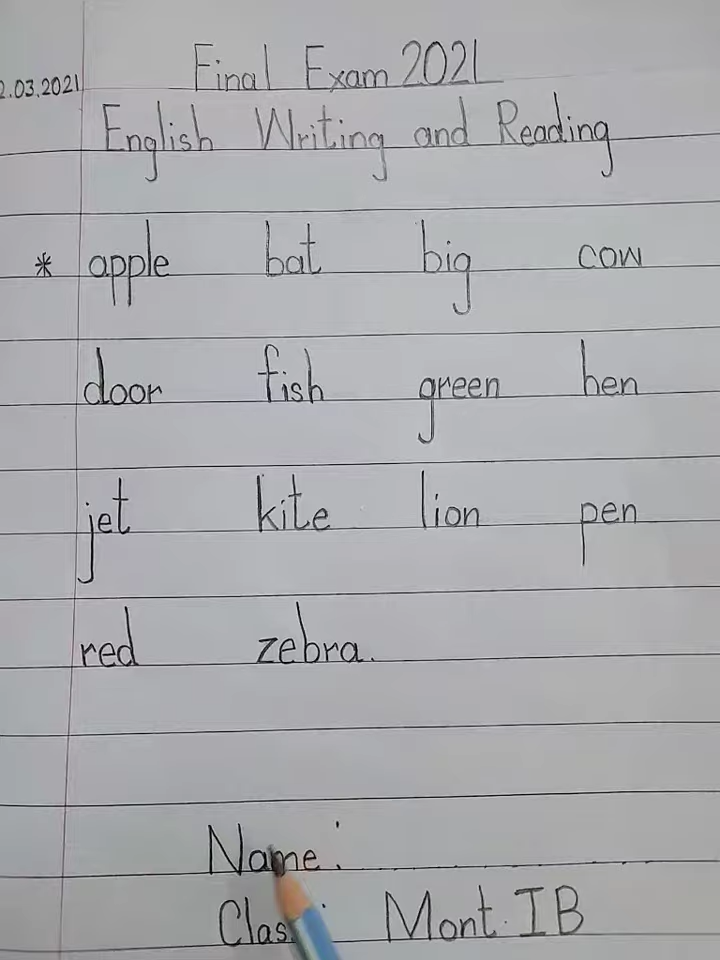 Final Exam 2021
2.03.2021
English Writing and Reading
* apple bat big cow
door fish green hen
jet kite lion pen
red zebra.
Name:
Clas : Mont. IB